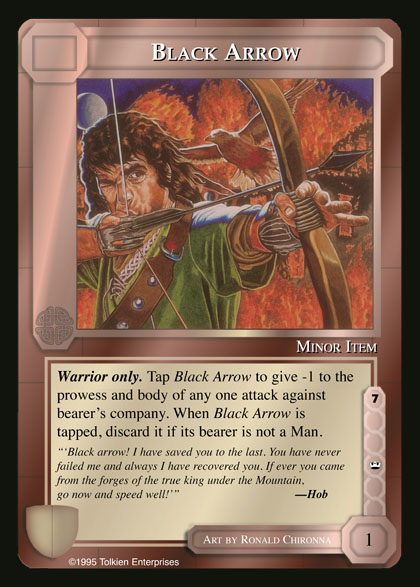 BLACK ARROW
MINOR ITEM
Warrior only. Tap Black Arrow to give -1 to the
prowess and body of any one attack against
bearer's company. When Black Arrow is
tapped, discard it if its bearer is not a Man.
"'Black arrow! I have saved you to the last. You have never
failed me and always I have recovered you. If ever you came
from the forges of the true king under the Mountain,
go now and speed well!'" —Hob
7
ART BY RONALD CHIRONNA
1
©1995 Tolkien Enterprises